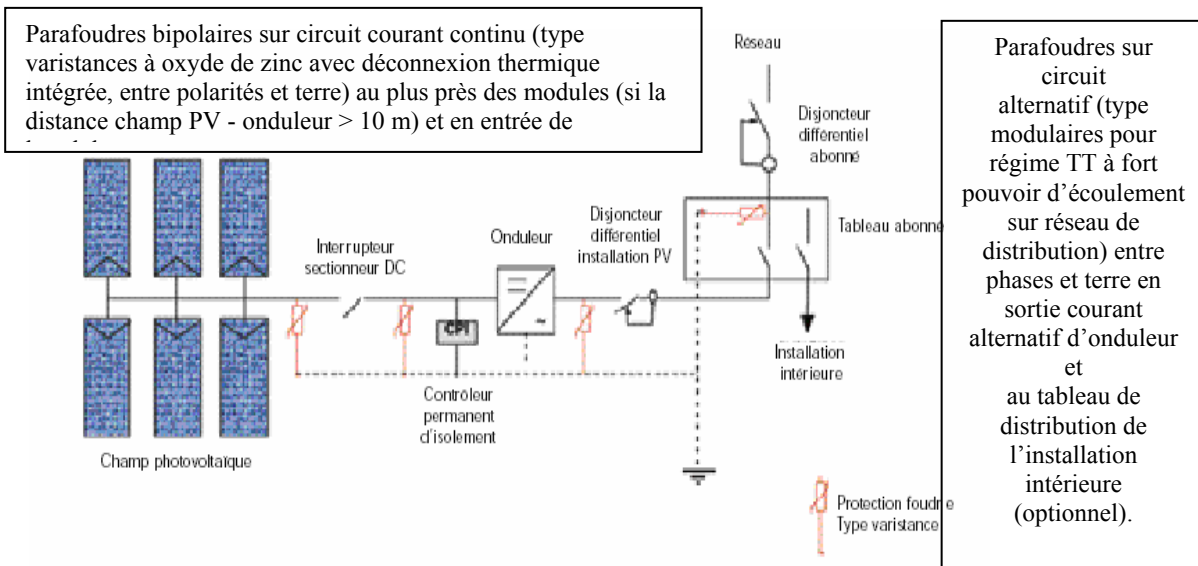 Parafoudres bipolaires sur circuit courant continu (type
varistances à oxyde de zinc avec déconnexion thermique
intégrée, entre polarités et terre) au plus près des modules (si la
distance champ PV - onduleur > 10 m) et en entrée de
Réseau
Disjoncteur
différentiel
abonné
Tableau abonné
Disjoncteur
différentiel
installation PV
Onduleur
Interrupteur
sectionneur DC
CPI
Contrôleur
permanent
d'isolement
Installation
intérieure
Champ photovoltaïque
Protection foudre
Type varistance
Parafoudres sur
circuit
alternatif (type
modulaires pour
régime TT à fort
pouvoir d’écoulement
sur réseau de
distribution) entre
phases et terre en
sortie courant
alternatif d’onduleur
et
au tableau de
distribution de
l’installation
intérieure
(optionnel).